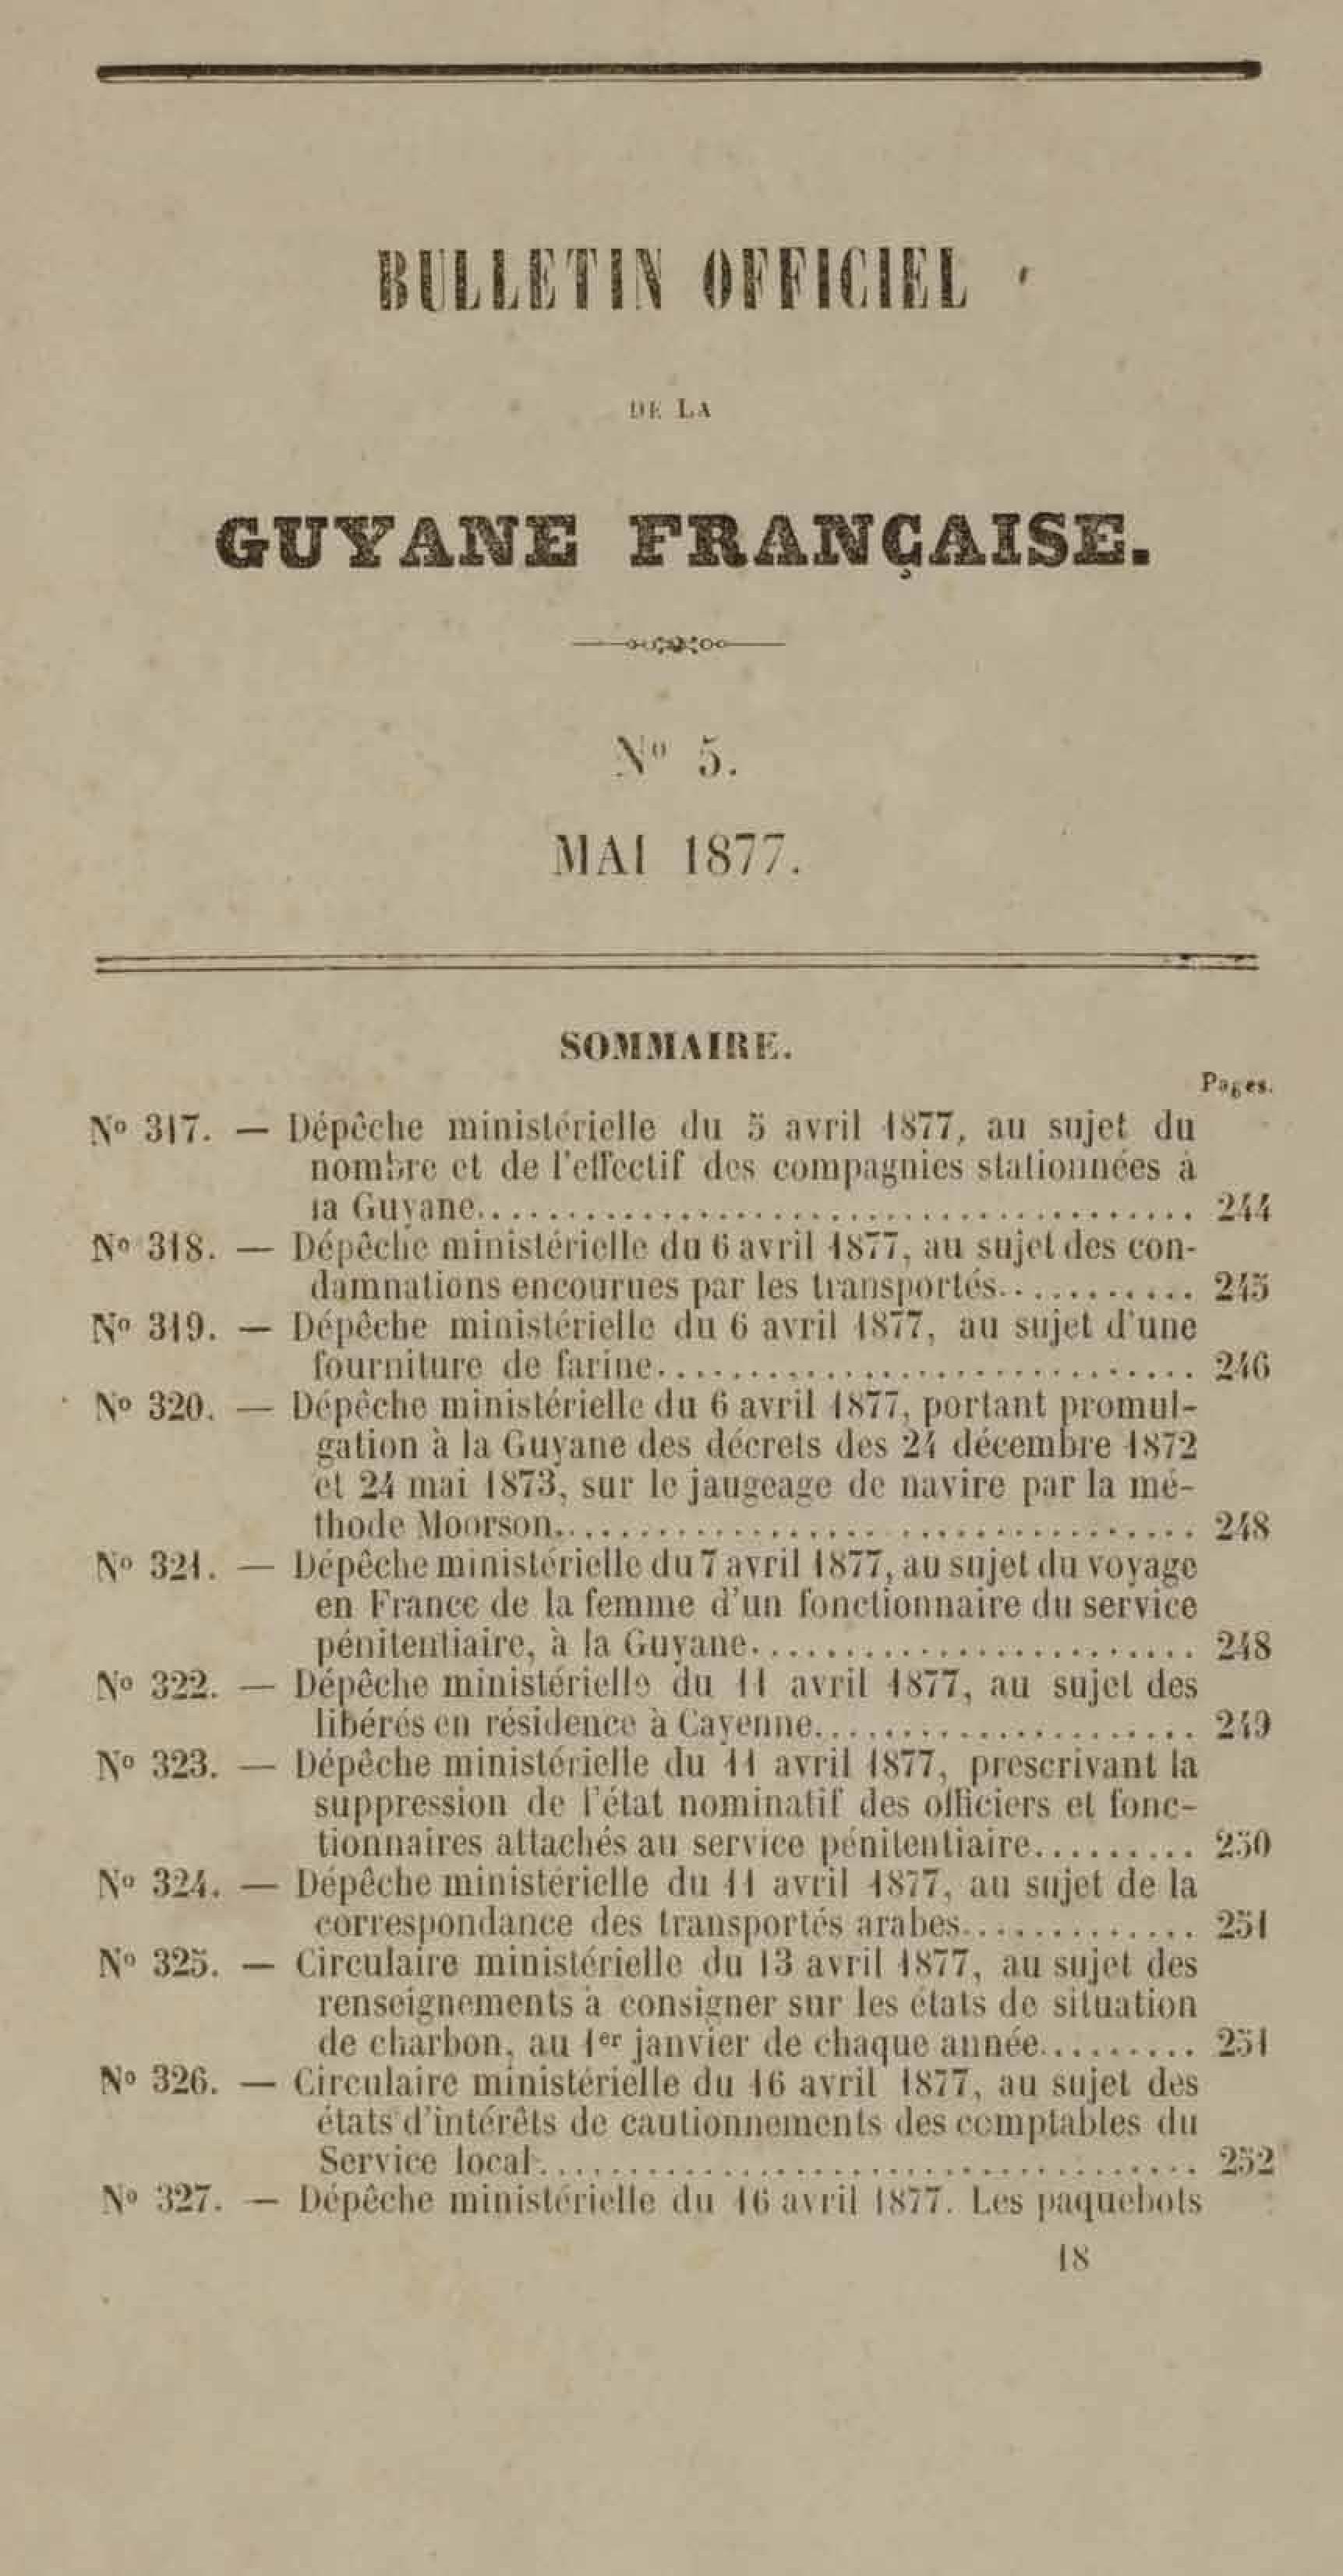 BULLETIN OFFICIEL
DE LA
GUYANE FRANÇAISE.
No 5.
MAI 1877.
SOMMAIRE.
Pages.
No 317. — Dépêche ministérielle du 5 avril 1877, au sujet du
nombre et de l'effectif des compagnies stationnées à
la Guyane........................................ 244
No 318. — Dépêche ministérielle du 6 avril 1877, au sujet des con-
damnations encourues par les transportés............ 245
No 319. — Dépêche ministérielle du 6 avril 1877, au sujet d'une
fourniture de farine.............................. 246
No 320. — Dépêche ministérielle du 6 avril 1877, portant promul-
gation à la Guyane des décrets des 24 décembre 1872
et 24 mai 1873, sur le jaugeage de navire par la mé-
thode Moorson.................................... 248
No 321. — Dépêche ministérielle du 7 avril 1877, au sujet du voyage
en France de la femme d'un fonctionnaire du service
pénitentiaire, à la Guyane......................... 248
No 322. — Dépêche ministérielle du 11 avril 1877, au sujet des
libérés en résidence à Cayenne..................... 249
No 323. — Dépêche ministérielle du 11 avril 1877, prescrivant la
suppression de l'état nominatif des officiers et fonc-
tionnaires attachés au service pénitentiaire.......... 250
No 324. — Dépêche ministérielle du 11 avril 1877, au sujet de la
correspondance des transportés arabes.............. 251
No 325. — Circulaire ministérielle du 13 avril 1877, au sujet des
renseignements à consigner sur les états de situation
de charbon, au 1er janvier de chaque année.......... 251
No 326. — Circulaire ministérielle du 16 avril 1877, au sujet des
états d'intérêts de cautionnements des comptables du
Service local..................................... 252
No 327. — Dépêche ministérielle du 16 avril 1877. Les paquebots
18